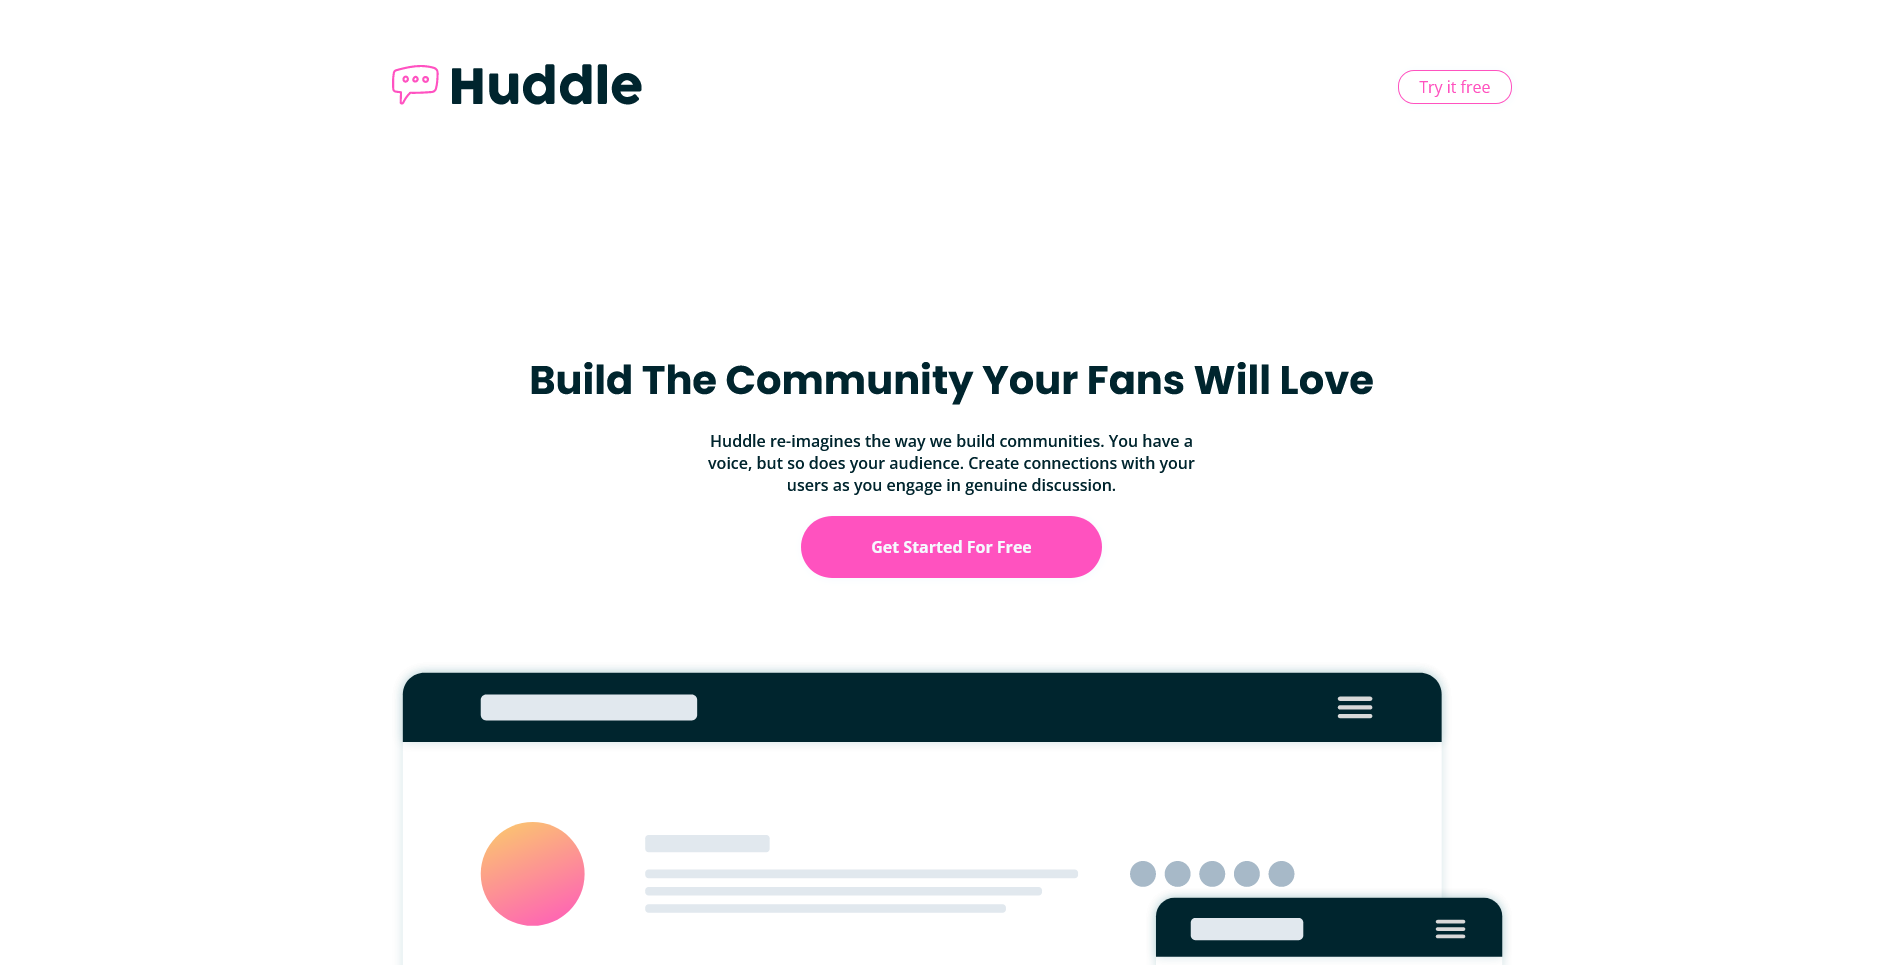 Huddle
Try it free
Build The Community Your Fans Will Love
Huddle re-imagines the way we build communities. You have a
voice, but so does your audience. Create connections with your
users as you engage in genuine discussion.
Get Started For Free